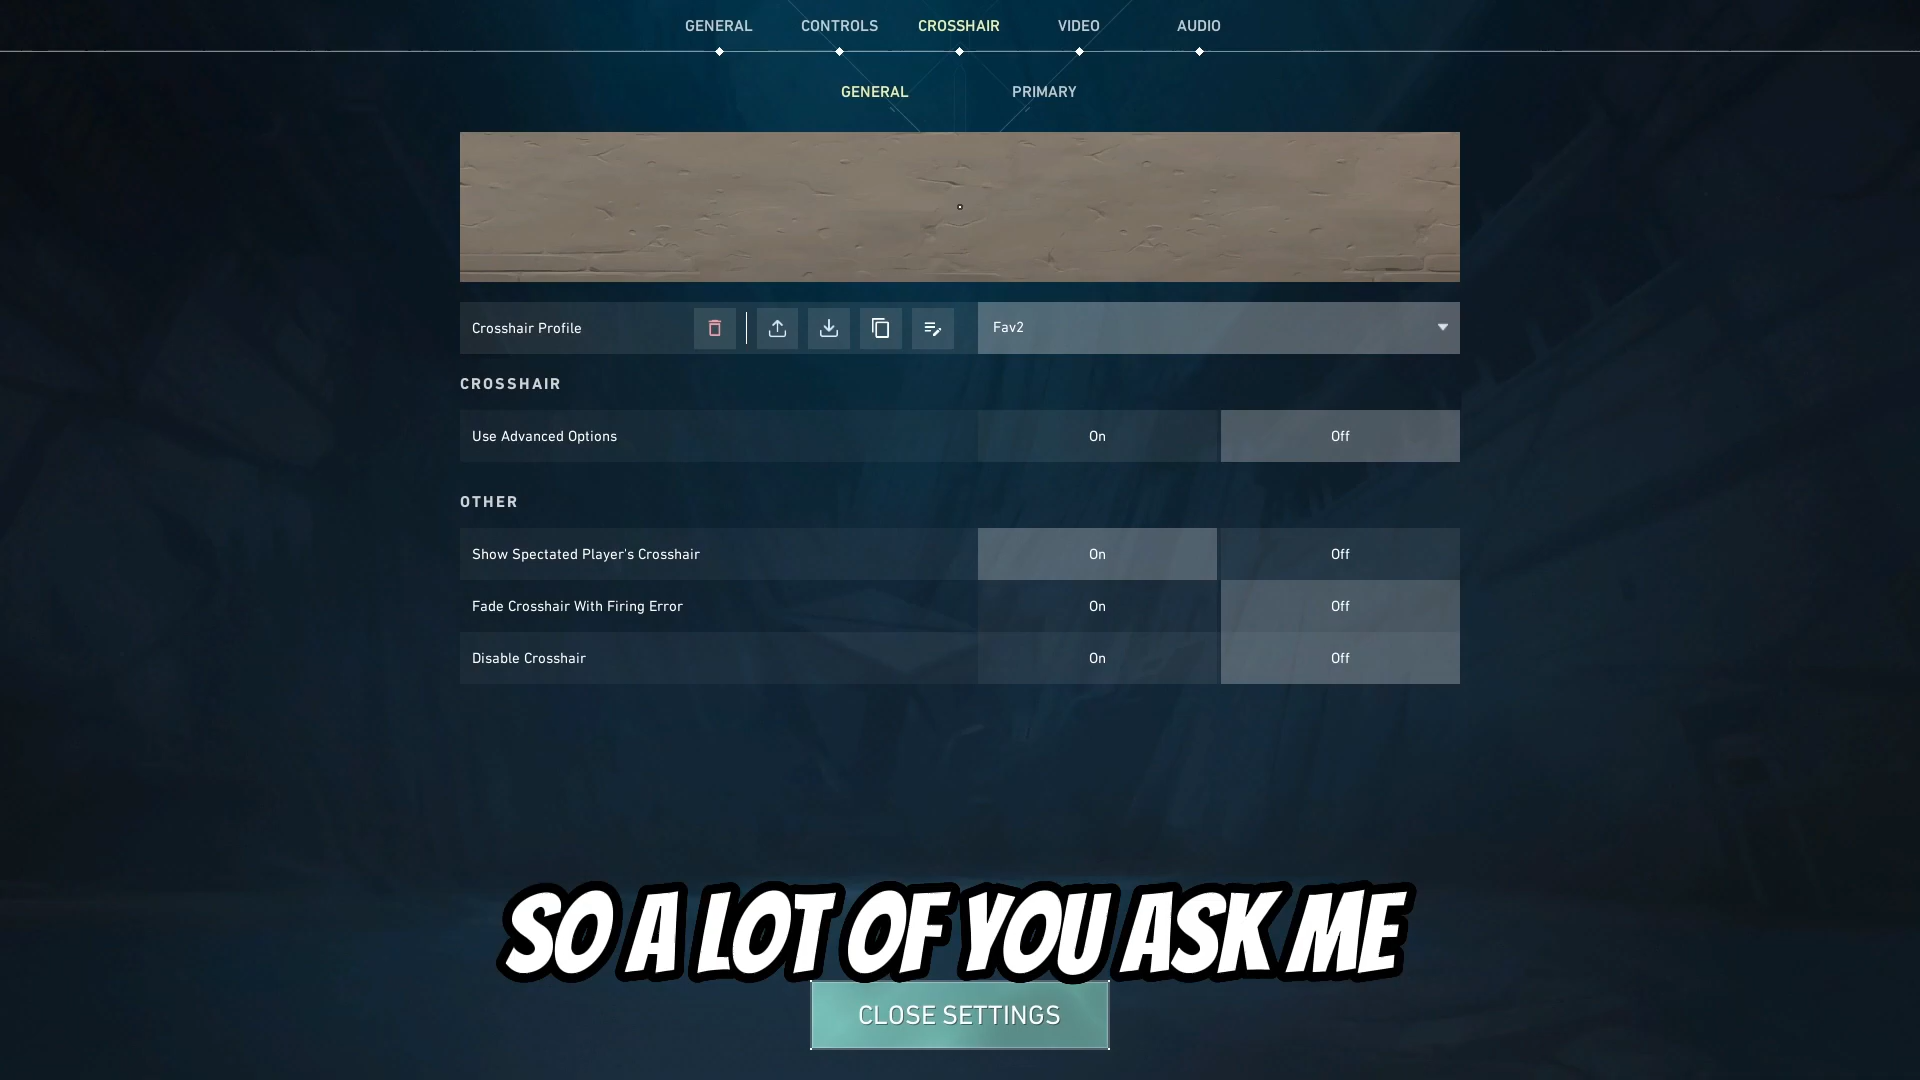 GENERAL CONTROLS CROSSHAIR VIDEO AUDIO
GENERAL PRIMARY
Crosshair Profile Fav2
CROSSHAIR
Use Advanced Options On Off
OTHER
Show Spectated Player's Crosshair On Off
Fade Crosshair With Firing Error On Off
Disable Crosshair On Off
SO A LOT OF YOU ASK ME
CLOSE SETTINGS